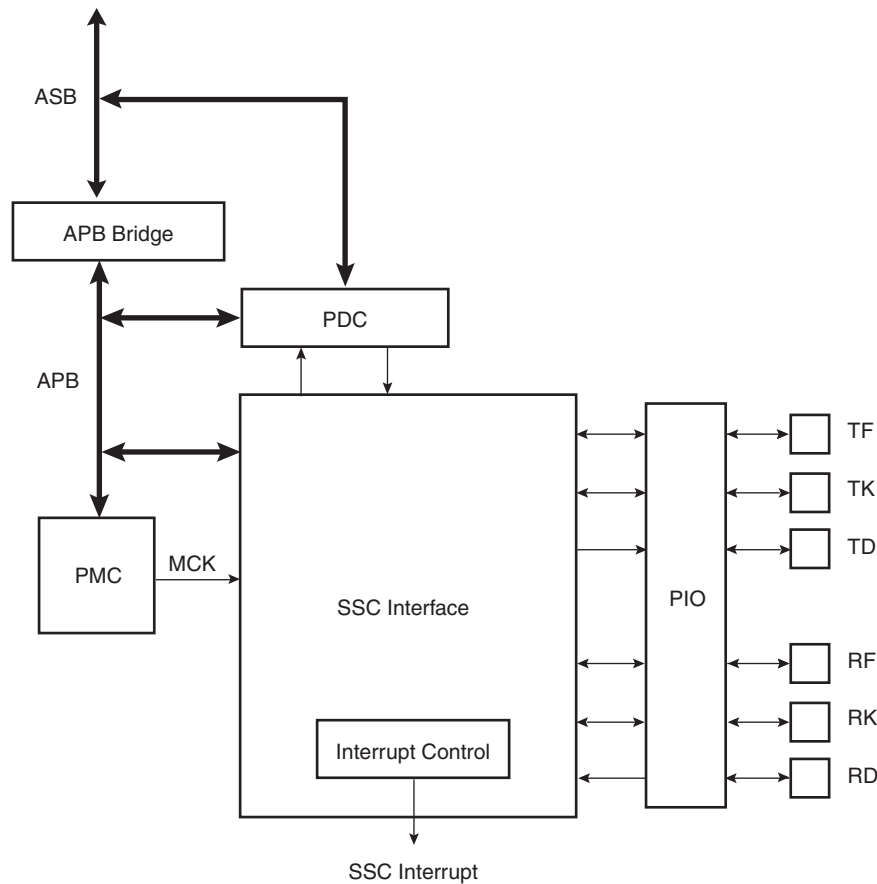 ASB
APB Bridge
PDC
APB
TF
TK
TD
PMC
MCK
SSC Interface
PIO
RF
RK
RD
Interrupt Control
SSC Interrupt